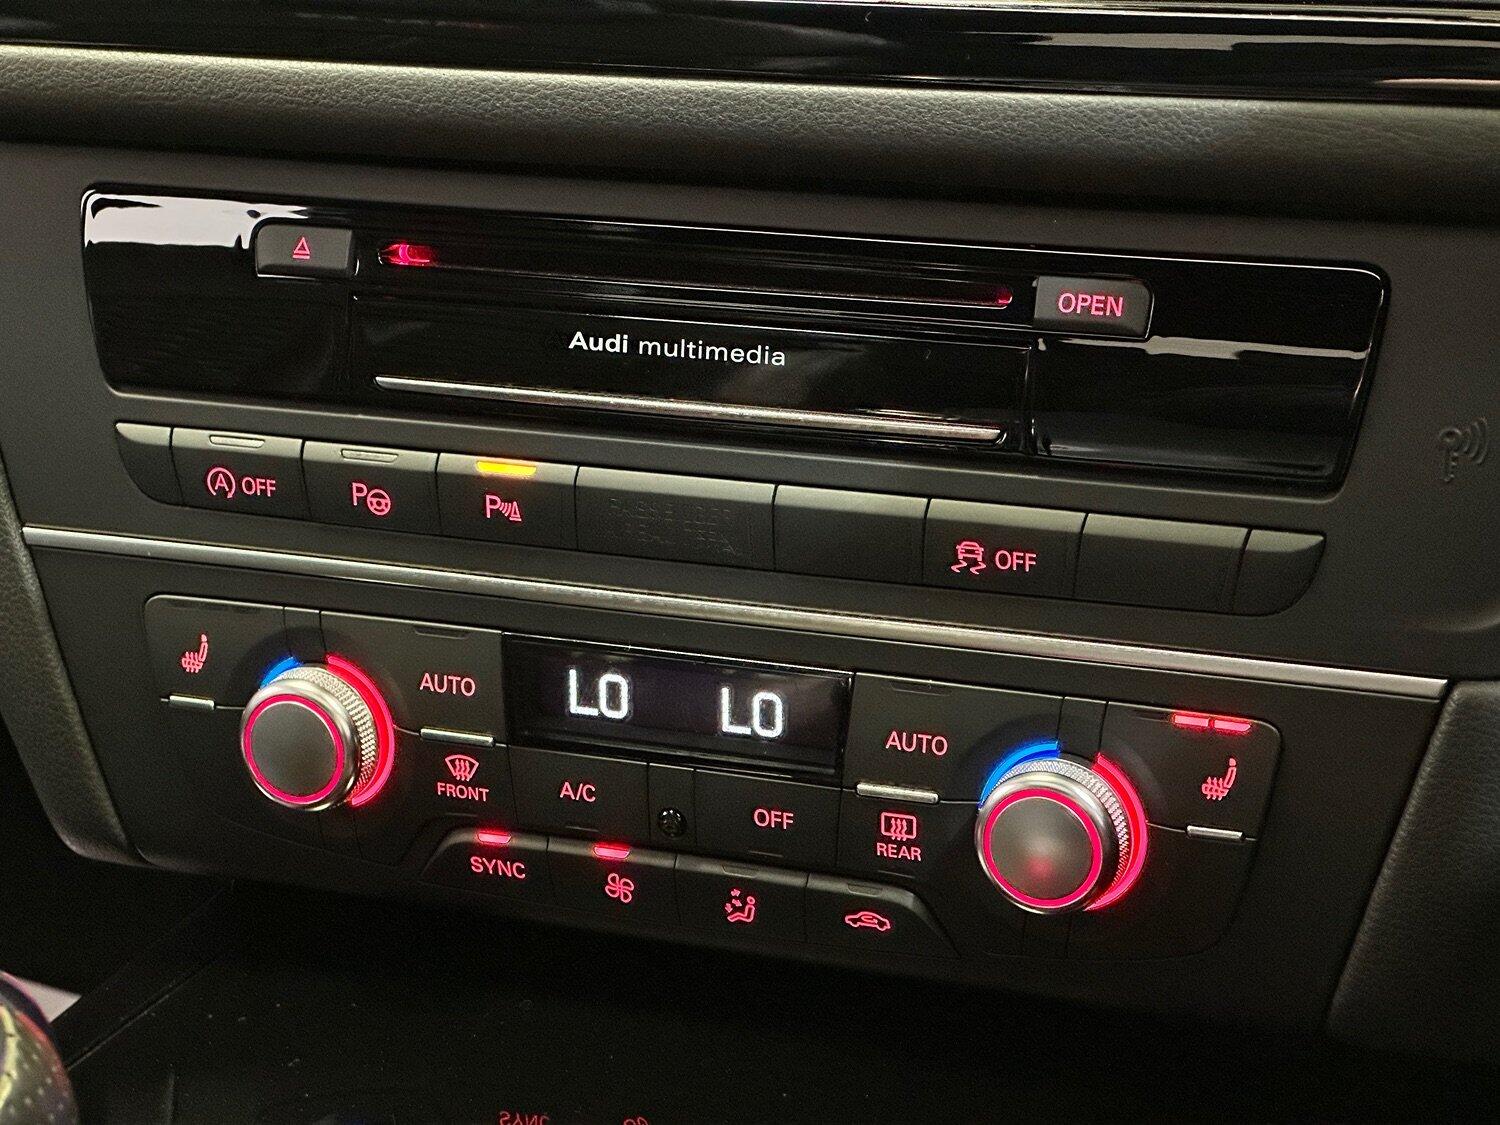 OPEN
Audi multimedia
A OFF
P
P
OFF
AUTO
LO LO
AUTO
FRONT
A/C
OFF
REAR
SYNC